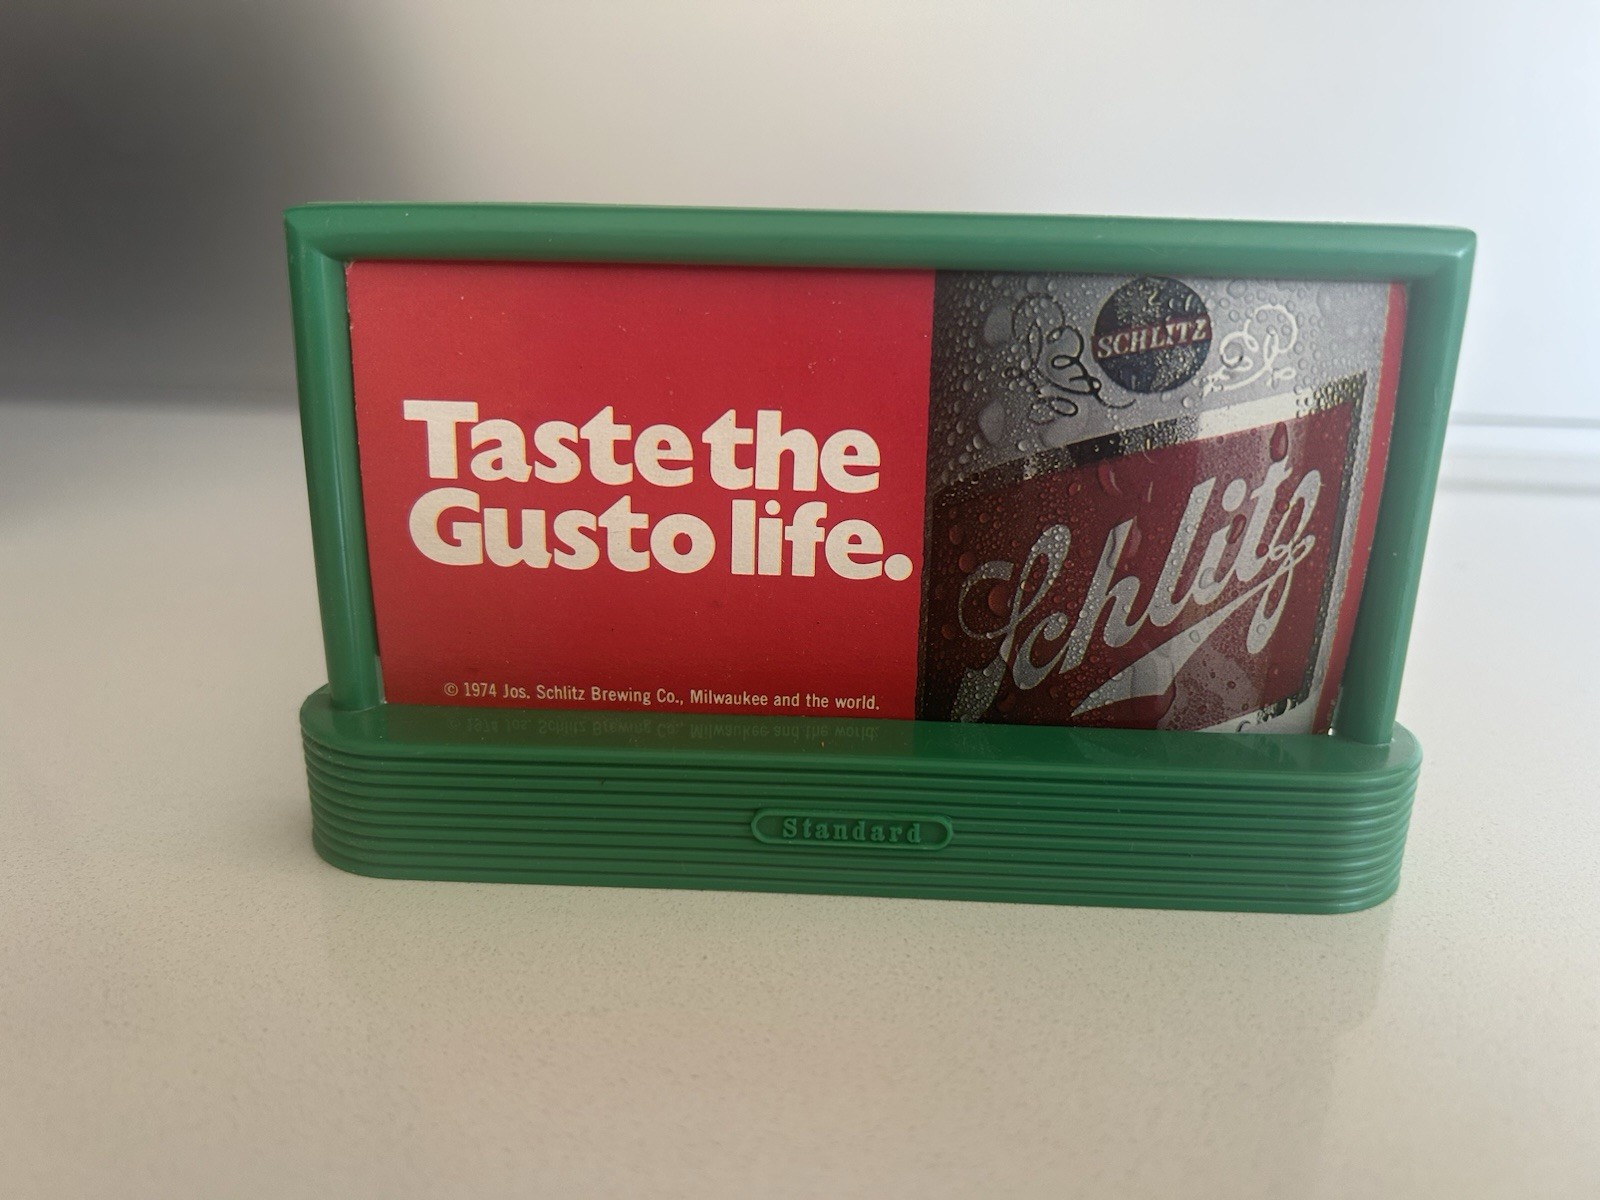 Taste the
Gusto life.
© 1974 Jos. Schlitz Brewing Co., Milwaukee and the world.
SCHLITZ
Schlitz
Standard